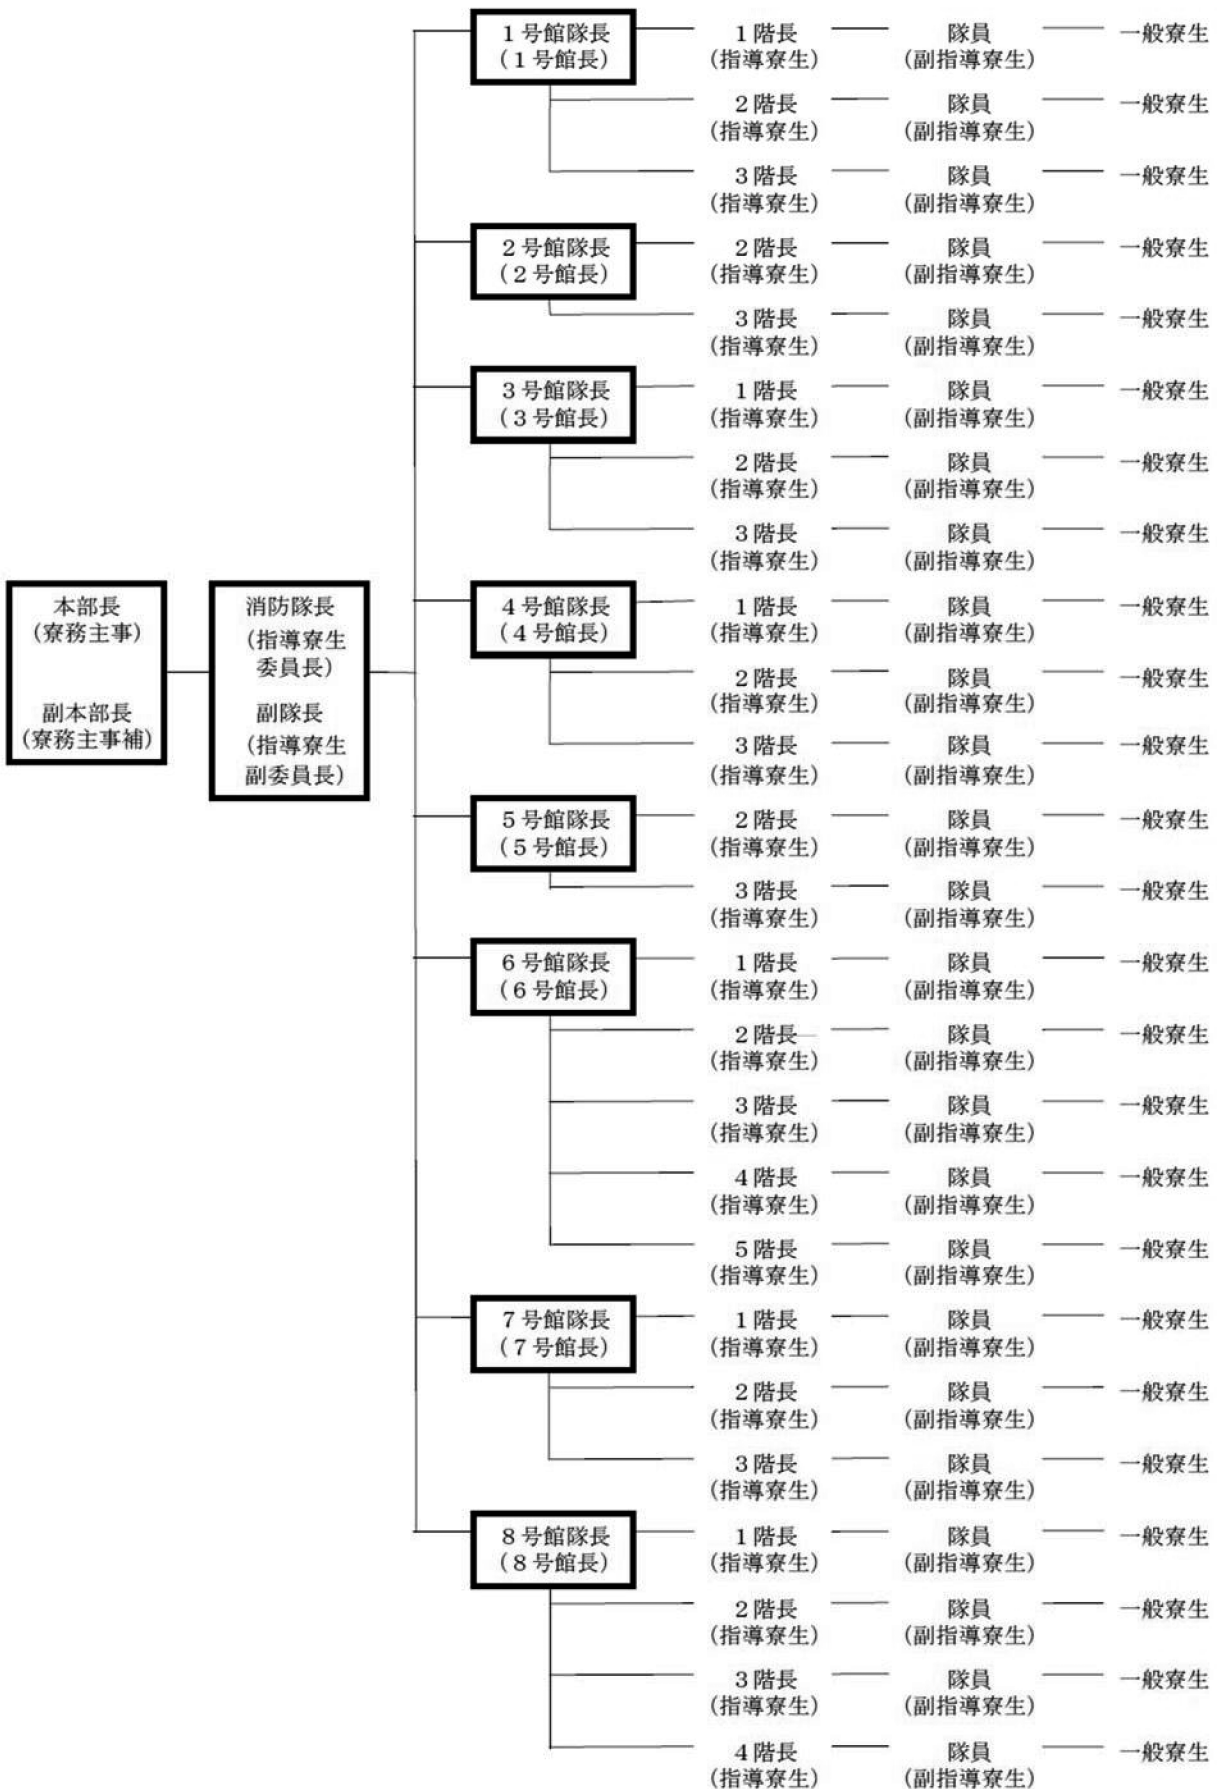 本部長
(寮務主事)
副本部長
(寮務主事補)
消防隊長
(指導寮生
委員長)
副隊長
(指導寮生
副委員長)
1号館隊長
(1号館長)
1階長
(指導寮生)
隊員
(副指導寮生)
一般寮生
2階長
(指導寮生)
隊員
(副指導寮生)
一般寮生
3階長
(指導寮生)
隊員
(副指導寮生)
一般寮生
2号館隊長
(2号館長)
2階長
(指導寮生)
隊員
(副指導寮生)
一般寮生
3階長
(指導寮生)
隊員
(副指導寮生)
一般寮生
3号館隊長
(3号館長)
1階長
(指導寮生)
隊員
(副指導寮生)
一般寮生
2階長
(指導寮生)
隊員
(副指導寮生)
一般寮生
3階長
(指導寮生)
隊員
(副指導寮生)
一般寮生
4号館隊長
(4号館長)
1階長
(指導寮生)
隊員
(副指導寮生)
一般寮生
2階長
(指導寮生)
隊員
(副指導寮生)
一般寮生
3階長
(指導寮生)
隊員
(副指導寮生)
一般寮生
5号館隊長
(5号館長)
2階長
(指導寮生)
隊員
(副指導寮生)
一般寮生
3階長
(指導寮生)
隊員
(副指導寮生)
一般寮生
6号館隊長
(6号館長)
1階長
(指導寮生)
隊員
(副指導寮生)
一般寮生
2階長
(指導寮生)
隊員
(副指導寮生)
一般寮生
3階長
(指導寮生)
隊員
(副指導寮生)
一般寮生
4階長
(指導寮生)
隊員
(副指導寮生)
一般寮生
5階長
(指導寮生)
隊員
(副指導寮生)
一般寮生
7号館隊長
(7号館長)
1階長
(指導寮生)
隊員
(副指導寮生)
一般寮生
2階長
(指導寮生)
隊員
(副指導寮生)
一般寮生
3階長
(指導寮生)
隊員
(副指導寮生)
一般寮生
8号館隊長
(8号館長)
1階長
(指導寮生)
隊員
(副指導寮生)
一般寮生
2階長
(指導寮生)
隊員
(副指導寮生)
一般寮生
3階長
(指導寮生)
隊員
(副指導寮生)
一般寮生
4階長
(指導寮生)
隊員
(副指導寮生)
一般寮生